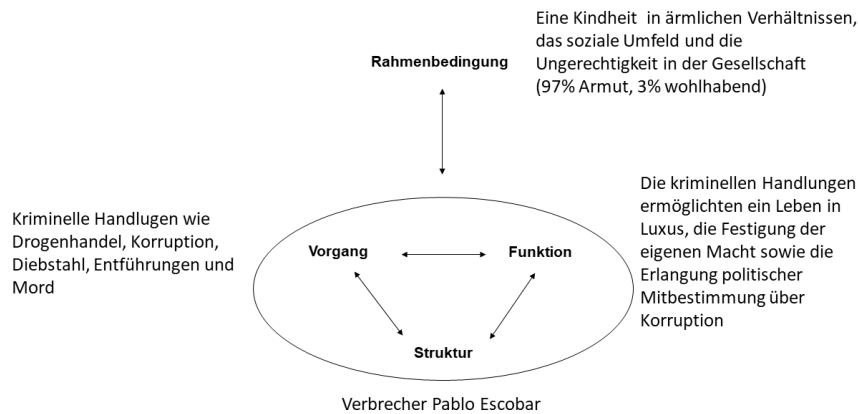 Eine Kindheit in ärmlichen Verhältnissen,
das soziale Umfeld und die
Ungerechtigkeit in der Gesellschaft
(97% Armut, 3% wohlhabend)
Rahmenbedingung
Kriminelle Handlugen wie
Drogenhandel, Korruption,
Diebstahl, Entführungen und
Mord
Vorgang
Funktion
Struktur
Die kriminellen Handlungen
ermöglichten ein Leben in
Luxus, die Festigung der
eigenen Macht sowie die
Erlangung politischer
Mitbestimmung über
Korruption
Verbrecher Pablo Escobar